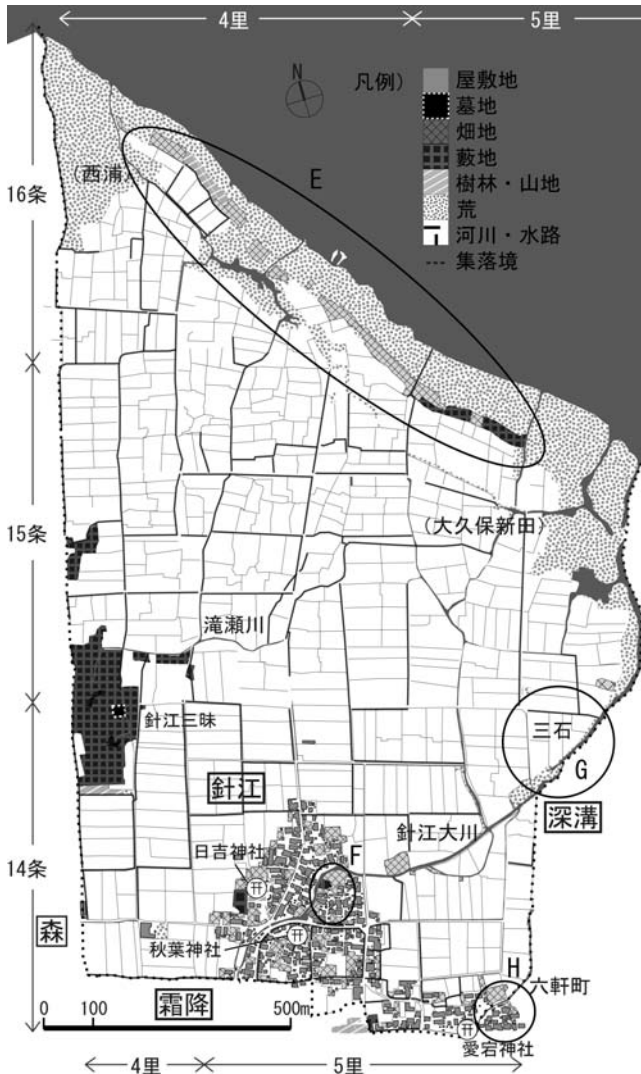 4里
5里
N
凡例)
屋敷地
墓地
畑地
藪地
樹林・山地
荒
河川・水路
集落境
E
16条
(西浦)
15条
(大久保新田)
滝瀬川
針江三昧
三石
G
針江
針江大川
深溝
日吉神社
F
14条
森
秋葉神社
H
六軒町
霜降
0 100 500m
愛宕神社
4里
5里